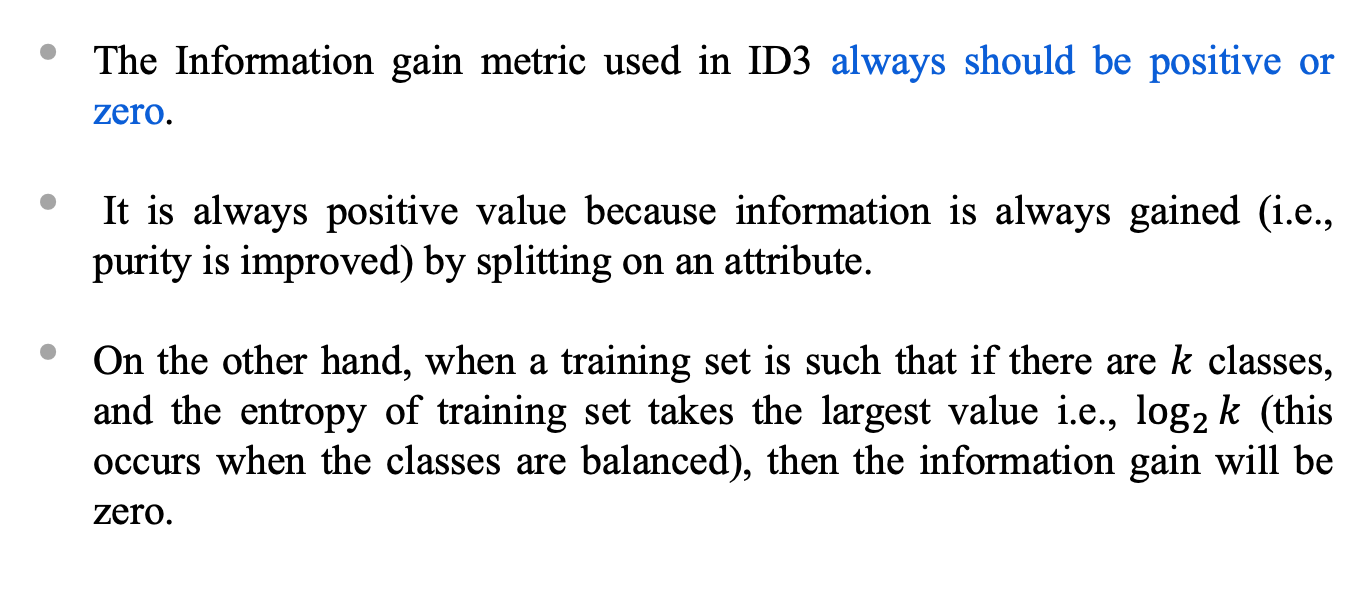 The Information gain metric used in ID3 always should be positive or
zero.
It is always positive value because information is always gained (i.e.,
purity is improved) by splitting on an attribute.
On the other hand, when a training set is such that if there are k classes,
and the entropy of training set takes the largest value i.e., log₂ k (this
occurs when the classes are balanced), then the information gain will be
zero.